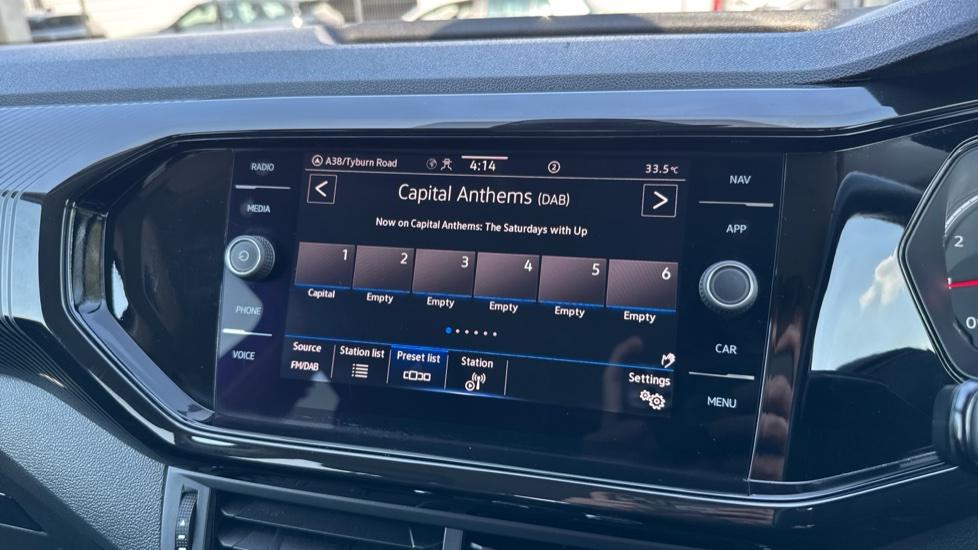 RADIO
MEDIA
PHONE
VOICE
A38/Tyburn Road 4:14 2 33.5°C
Capital Anthems (DAB)
Now on Capital Anthems: The Saturdays with Up
1 2 3 4 5 6
Capital Empty Empty Empty Empty Empty
Source Station list Preset list Station Settings
FM/DAB
NAV
APP
CAR
MENU
2
0